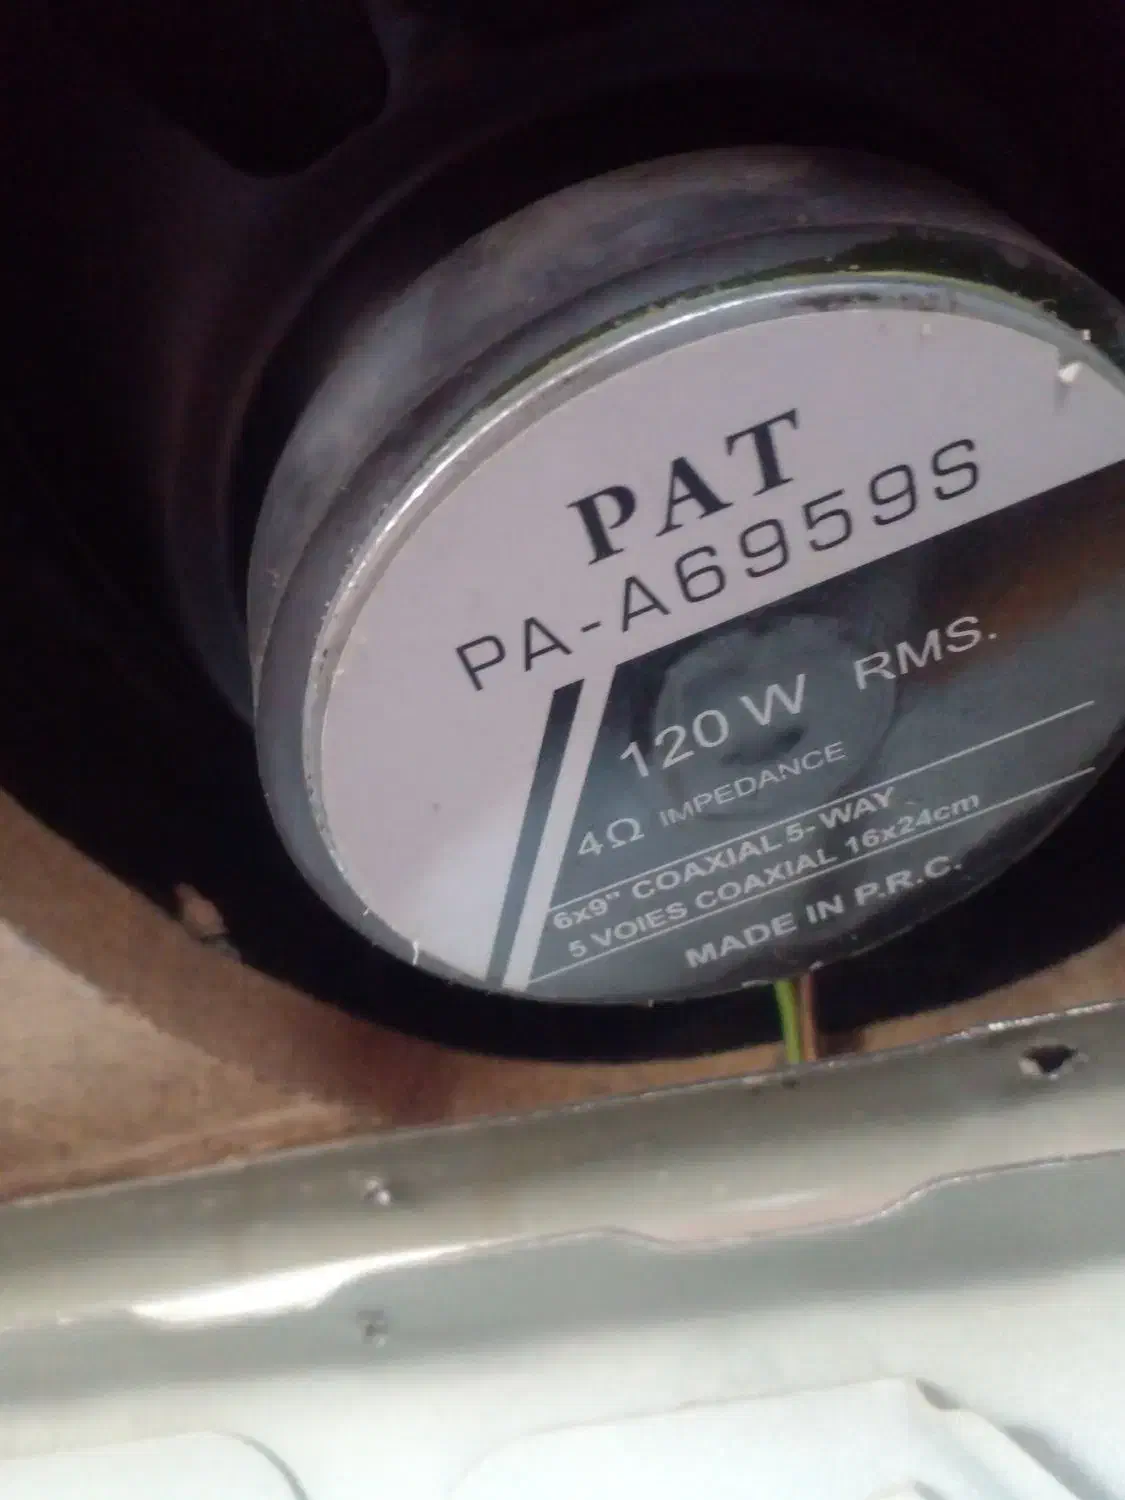 PAT
PA-A6959S
120 W RMS.
4Ω IMPEDANCE
6x9" COAXIAL 5-WAY
5 VOIES COAXIAL 16x24cm
MADE IN P.R.C.